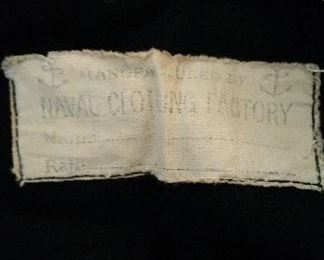 MANUFACTURED BY
NAVAL CLOTHING FACTORY
Name
Rate